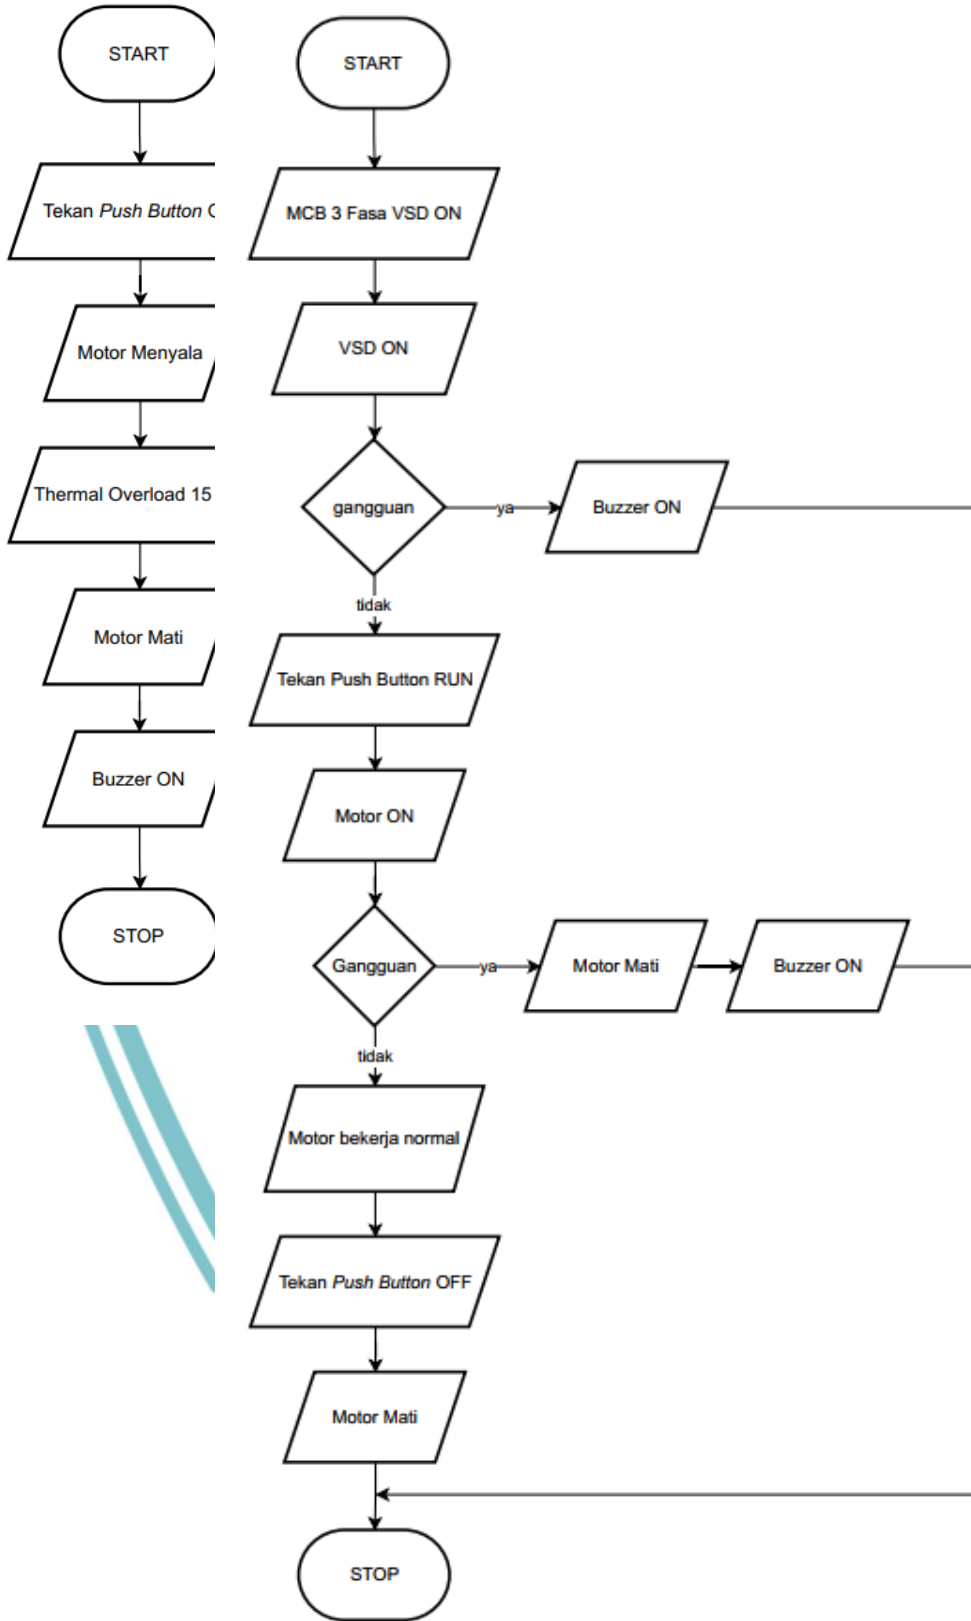 START
Tekan Push Button
Motor Menyala
Thermal Overload 15
Motor Mati
Buzzer ON
STOP
START
MCB 3 Fasa VSD ON
VSD ON
gangguan
ya
Buzzer ON
tidak
Tekan Push Button RUN
Motor ON
Gangguan
ya
Motor Mati
Buzzer ON
tidak
Motor bekerja normal
Tekan Push Button OFF
Motor Mati
STOP